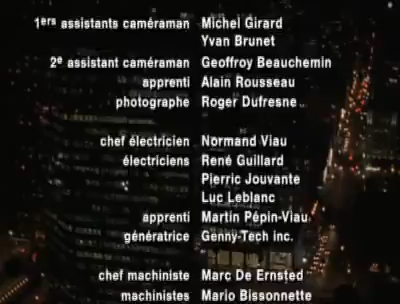 1ers assistants caméraman Michel Girard
Yvan Brunet
2e assistant caméraman Geoffroy Beauchemin
apprenti Alain Rousseau
photographe Roger Dufresne
chef électricien Normand Viau
électriciens René Guillard
Pierric Jouvante
Luc Leblanc
apprenti Martin Pépin-Viau
génératrice Genny-Tech inc.
chef machiniste Marc De Ernsted
machinistes Mario Bissonnette